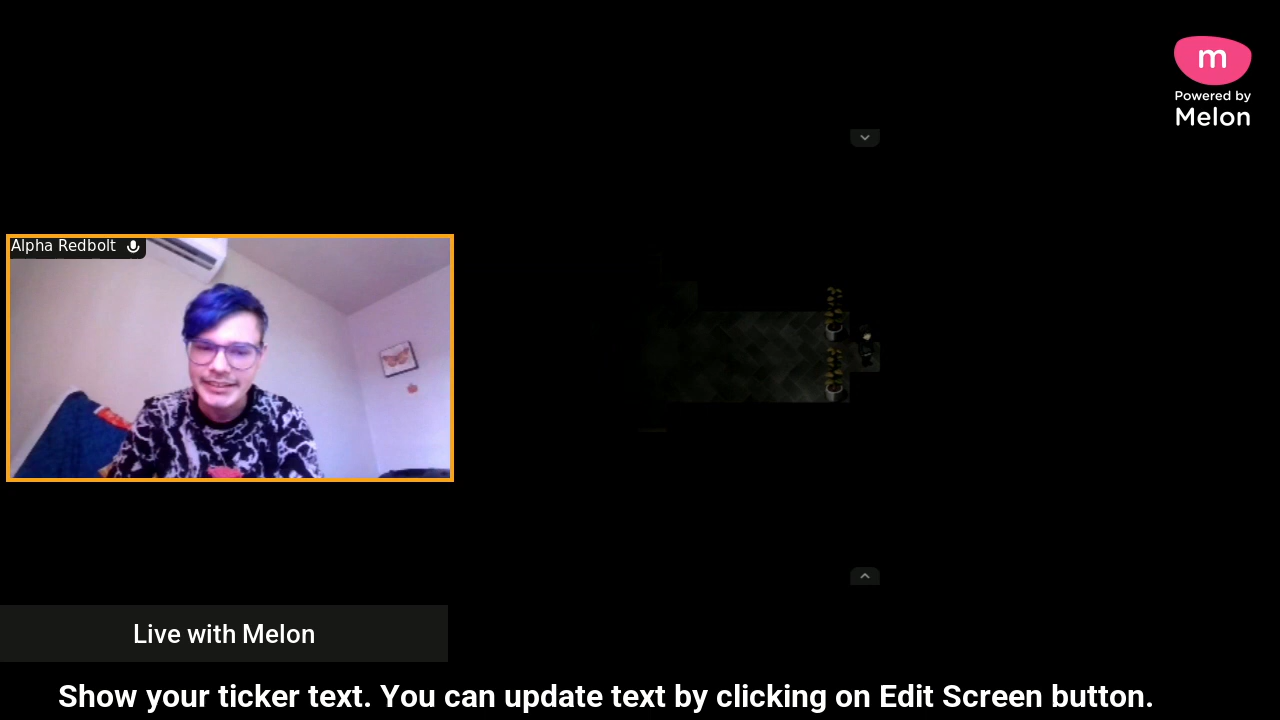 m
Powered by
Melon
Alpha Redbolt
Live with Melon
Show your ticker text. You can update text by clicking on Edit Screen button.